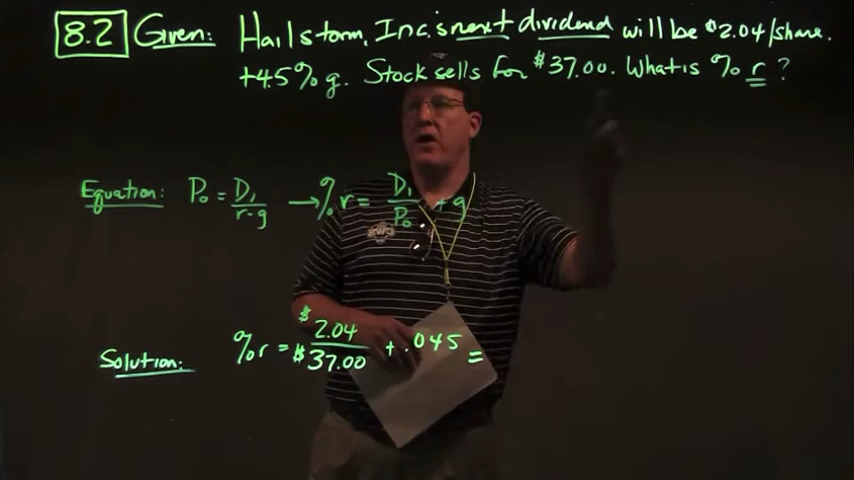 8.2 Given: Hailstorm, Inc.'s next dividend will be $2.04/share.
+4.5% g. Stock sells for $37.00. What is % r ?
Equation: P₀ = D₁/r-g → % r = D₁/P₀ + g
Solution: %r = $2.04/$37.00 + .045 =